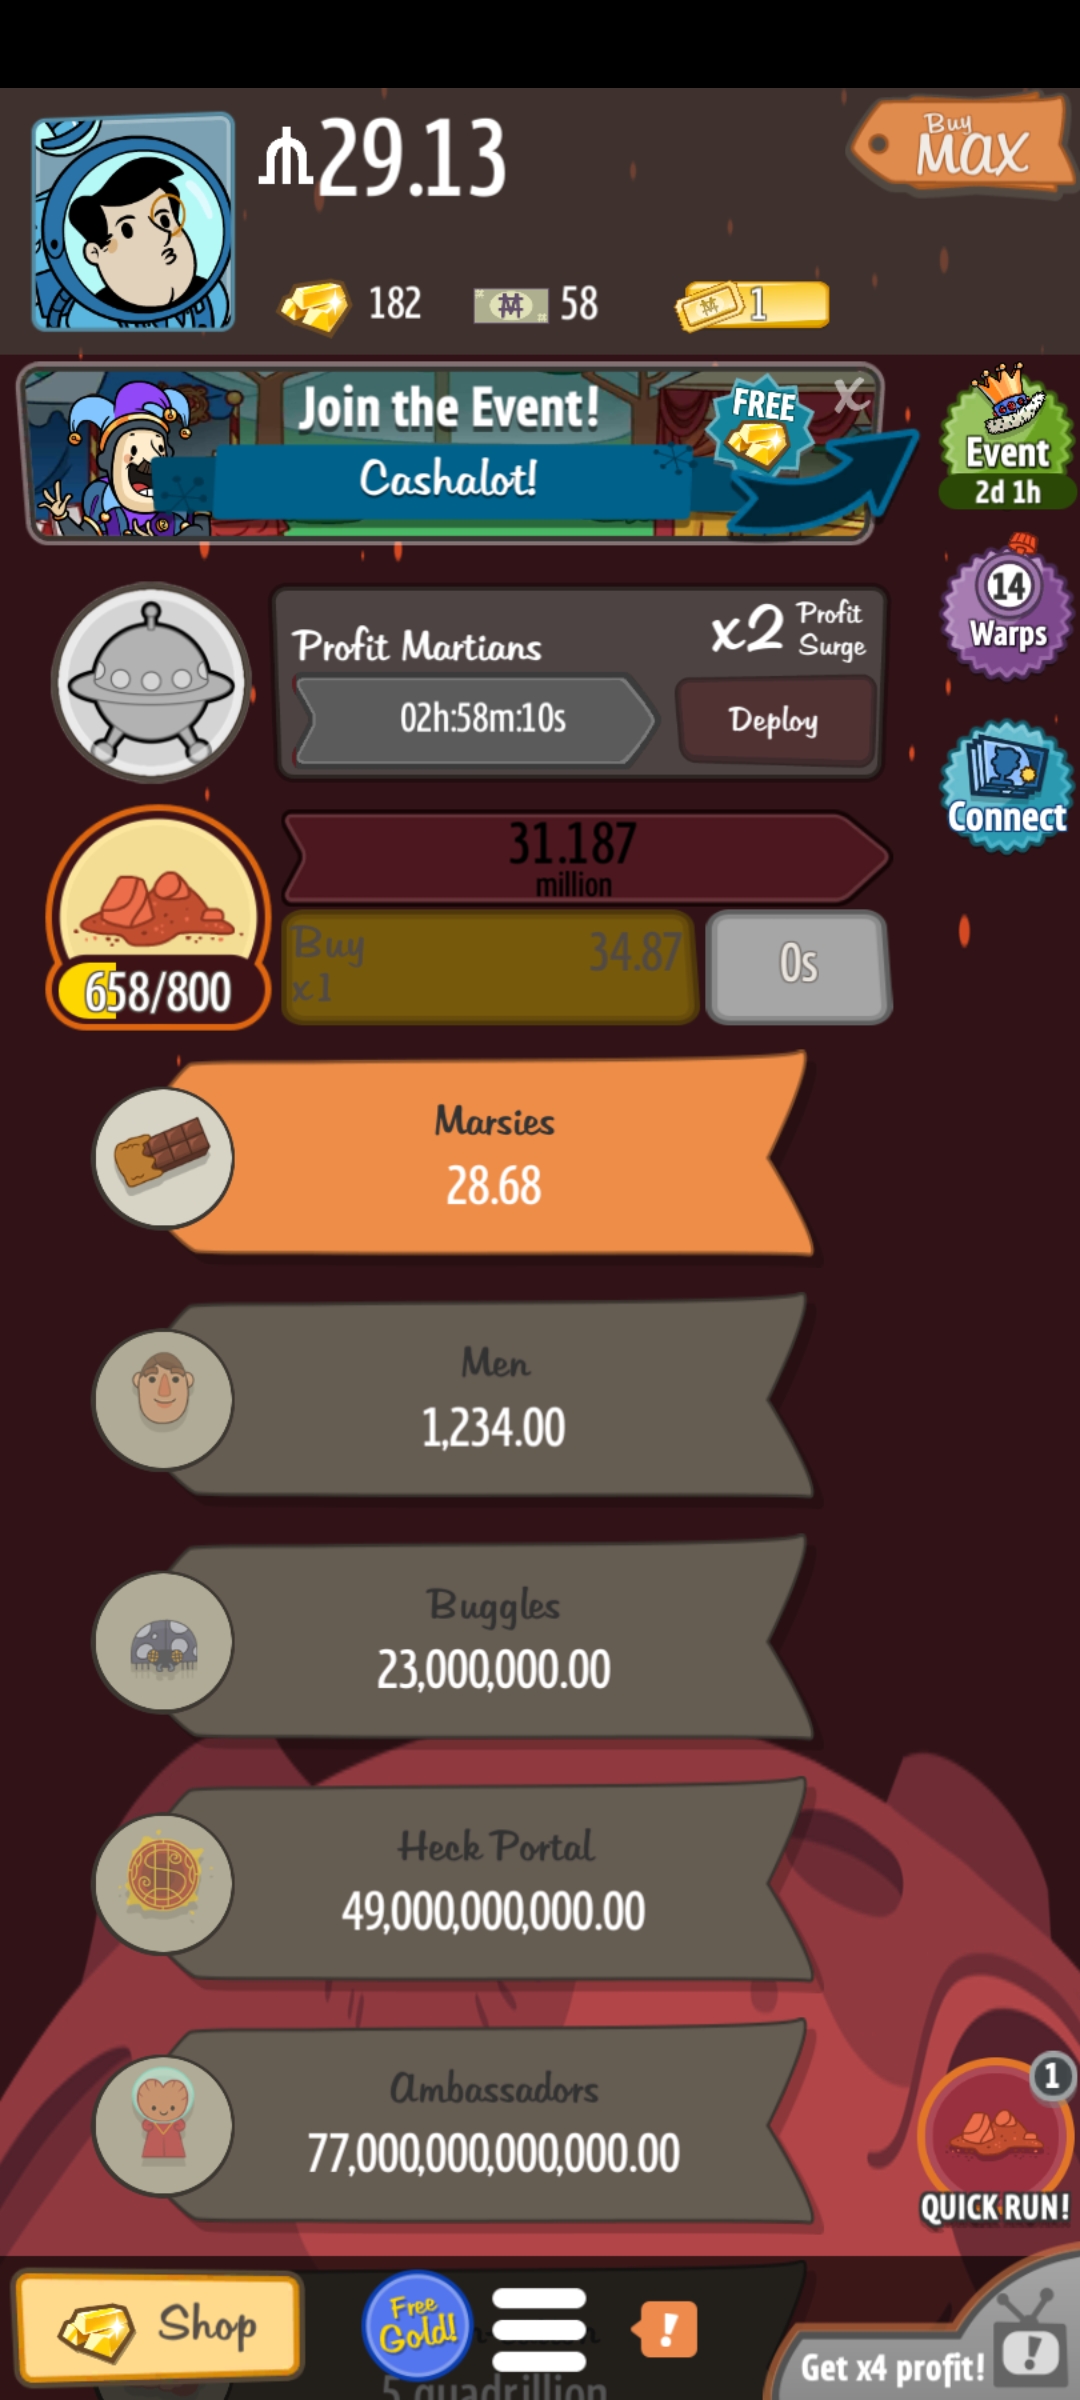 29.13
Buy
MAX
182
58
1
Join the Event!
FREE
X
Cashalot!
Event
2d 1h
14
Warps
Profit Martians
x2 Profit
Surge
02h:58m:10s
Deploy
Connect
31.187
million
Buy
x1
34.87
0s
658/800
Marsies
28.68
Men
1,234.00
Buggles
23,000,000.00
Heck Portal
49,000,000,000.00
Ambassadors
77,000,000,000,000.00
1
QUICK RUN!
Shop
Free
Gold!
!
5 quadrillion
Get x4 profit!
!